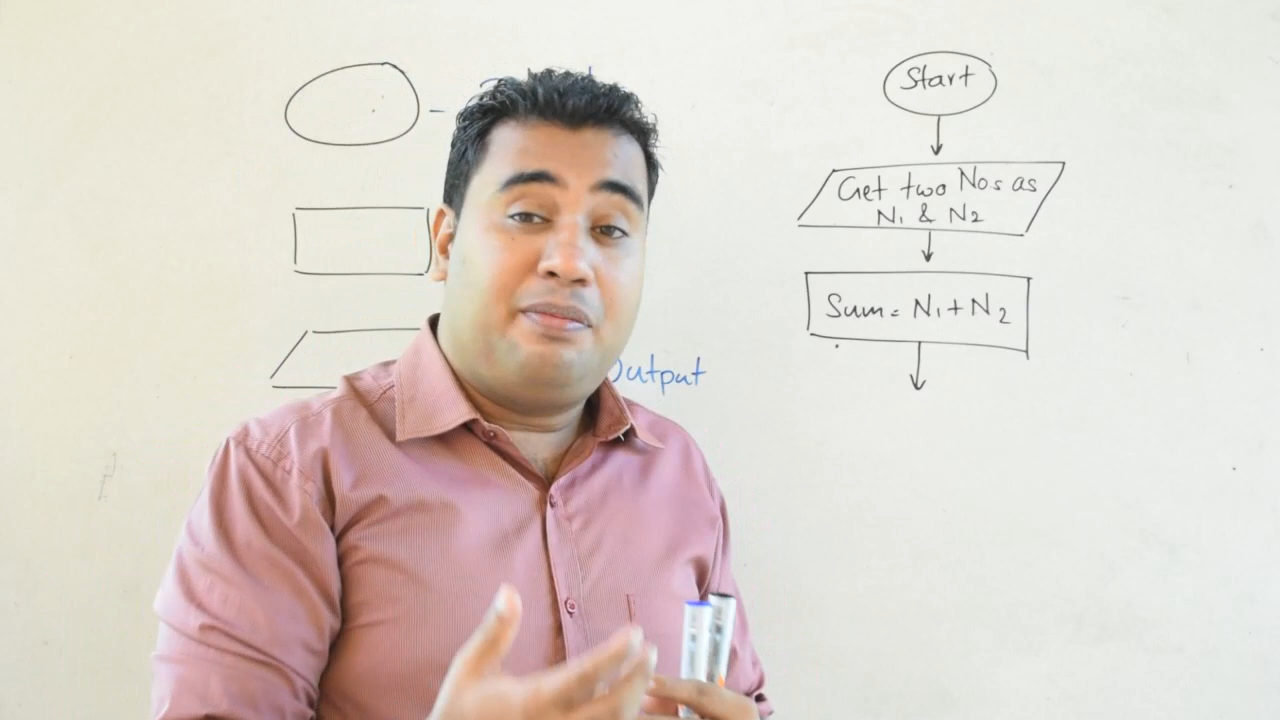 Start
Get two Nos as
N1 & N2
Sum = N1 + N2
Output